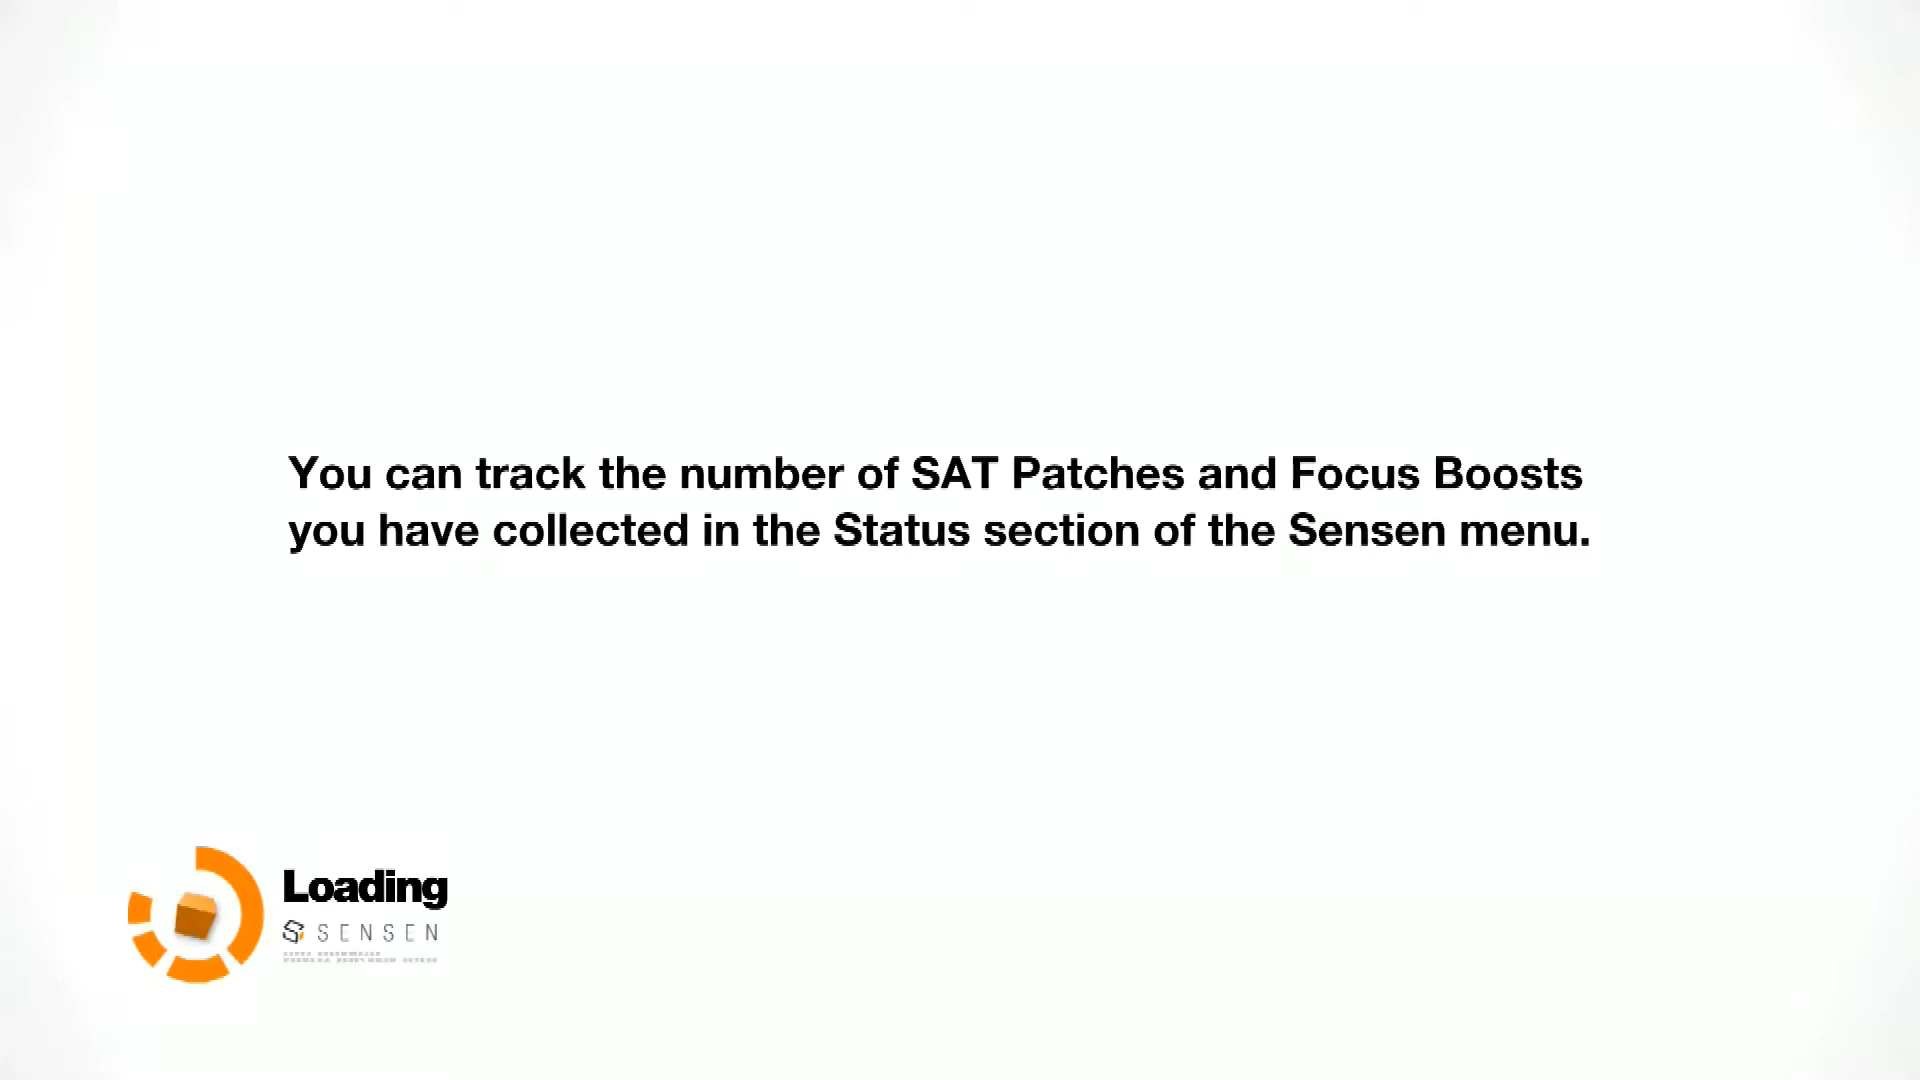 You can track the number of SAT Patches and Focus Boosts
you have collected in the Status section of the Sensen menu.
Loading
SENSEN